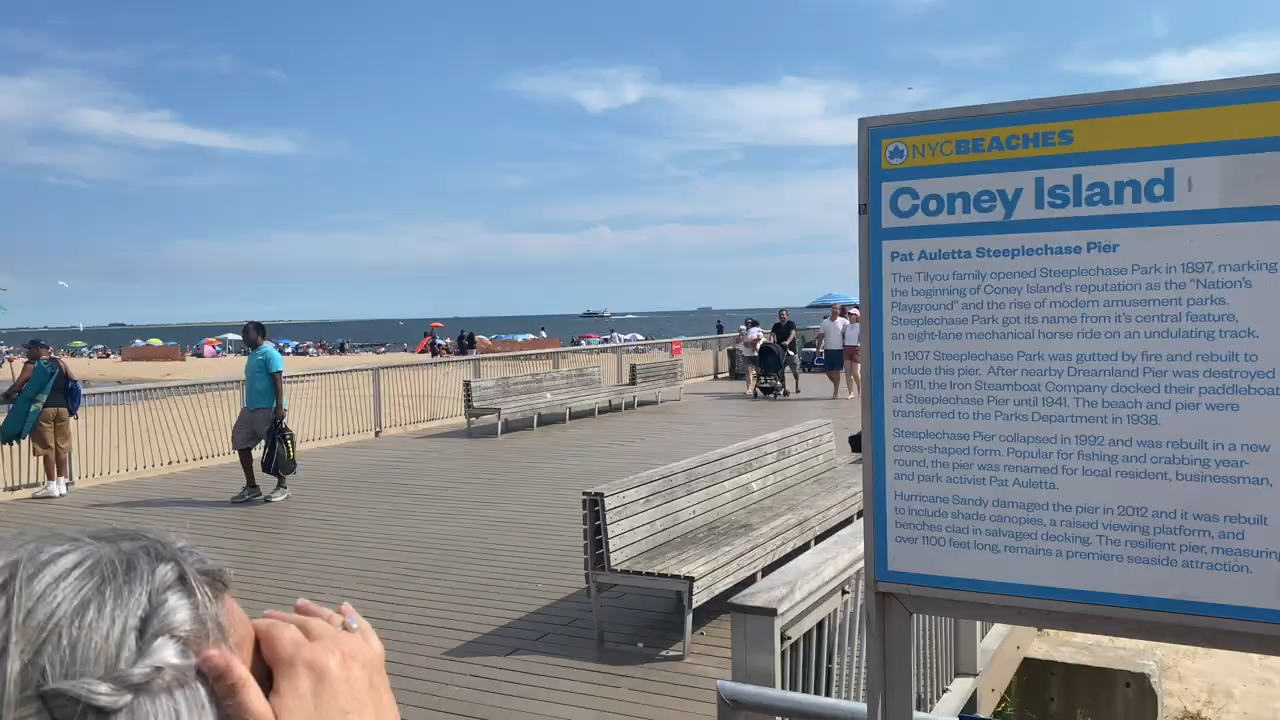 NYCBEACHES
Coney Island
Pat Auletta Steeplechase Pier
The Tilyou family opened Steeplechase Park in 1897, marking
the beginning of Coney Island's reputation as the "Nation's
Playground" and the rise of modern amusement parks.
Steeplechase Park got its name from it's central feature,
an eight-lane mechanical horse ride on an undulating track.
In 1907 Steeplechase Park was gutted by fire and rebuilt to
include this pier. After nearby Dreamland Pier was destroyed
in 1911, the Iron Steamboat Company docked their paddleboat
at Steeplechase Pier until 1941. The beach and pier were
transferred to the Parks Department in 1938.
Steeplechase Pier collapsed in 1992 and was rebuilt in a new
cross-shaped form. Popular for fishing and crabbing year-
round, the pier was renamed for local resident, businessman,
and park activist Pat Auletta.
Hurricane Sandy damaged the pier in 2012 and it was rebuilt
to include shade canopies, a raised viewing platform, and
benches clad in salvaged decking. The resilient pier, measurin
over 1100 feet long, remains a premiere seaside attraction.